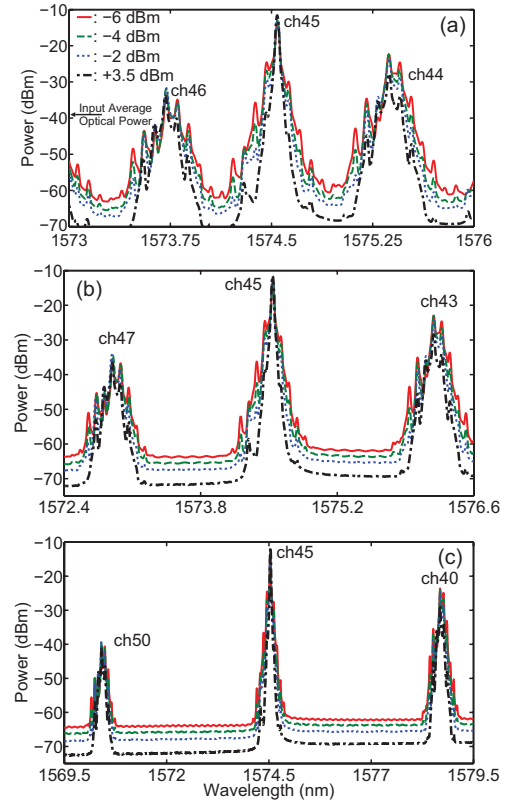 −10
−20
−30
−40
−50
−60
−70
Power (dBm)
: −6 dBm
: −4 dBm
: −2 dBm
: +3.5 dBm
Input Average
Optical Power
ch46
ch45
ch44
(a)
1573
1573.75
1574.5
1575.25
1576
−10
−20
−30
−40
−50
−60
−70
Power (dBm)
(b)
ch47
ch45
ch43
1572.4
1573.8
1575.2
1576.6
−10
−20
−30
−40
−50
−60
−70
Power (dBm)
ch50
ch45
ch40
(c)
1569.5
1572
1574.5
1577
1579.5
Wavelength (nm)